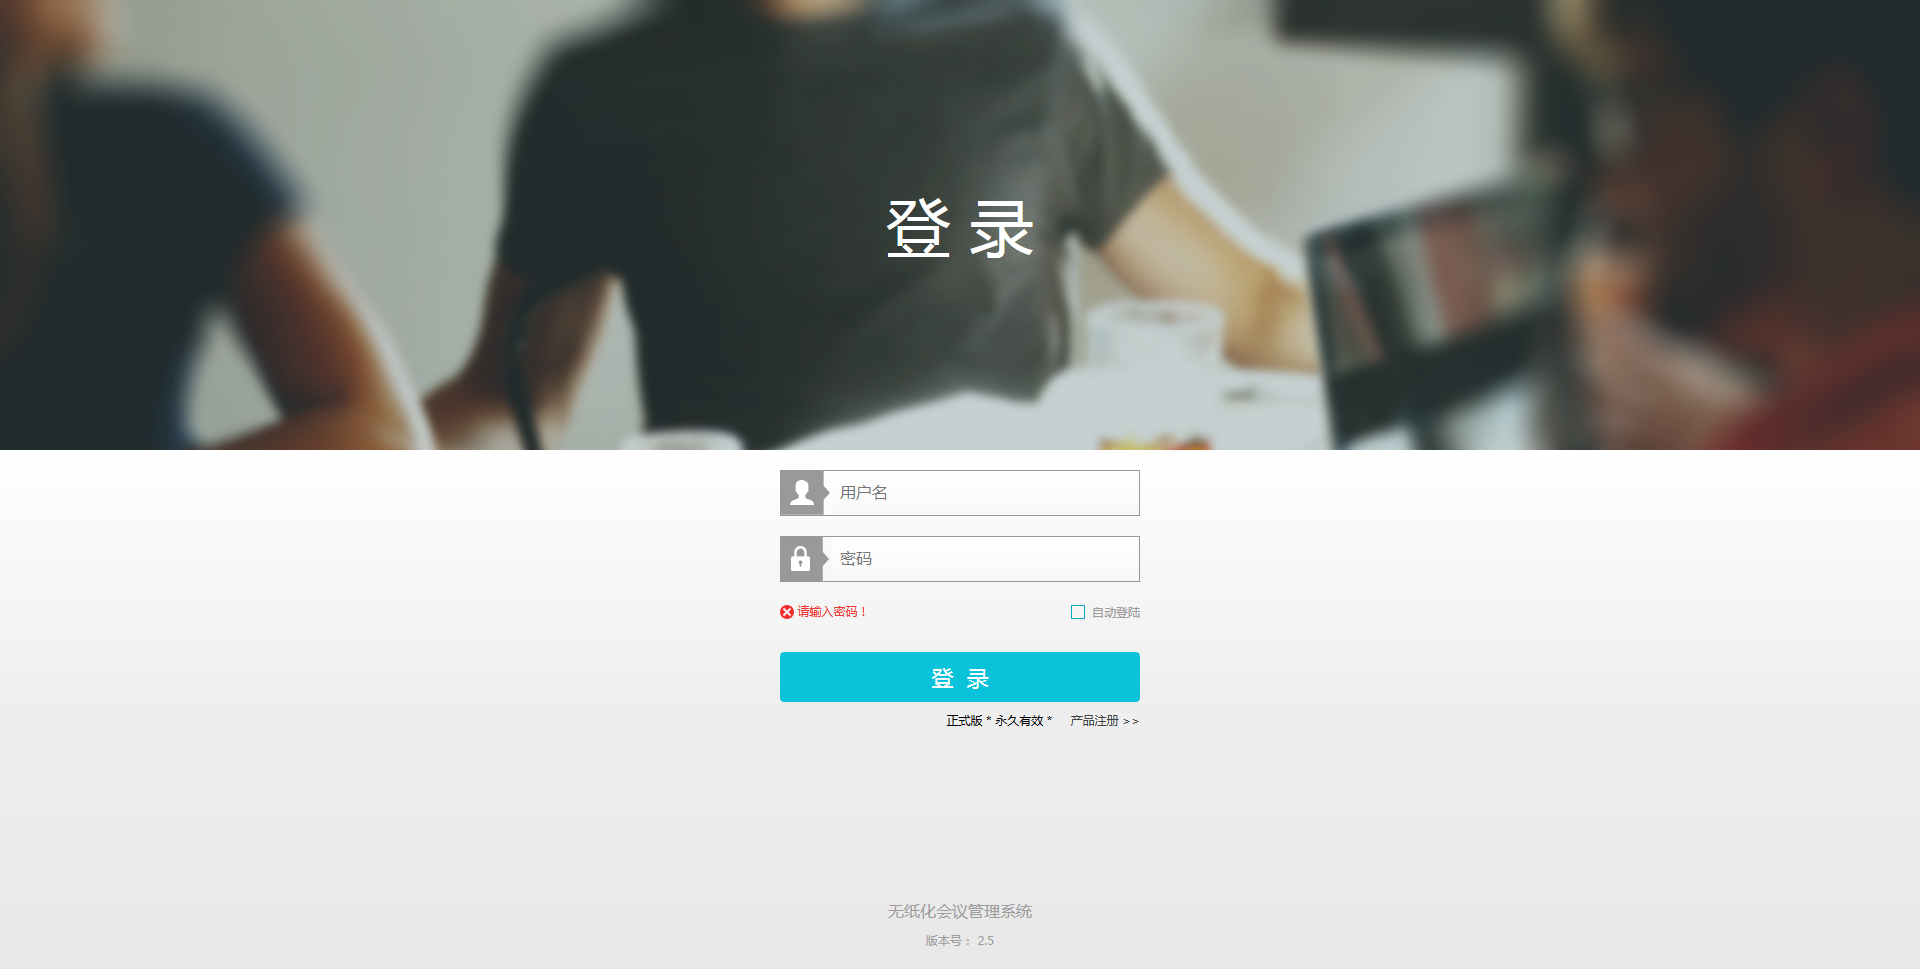 登 录
用户名
密码
请输入密码！ 自动登陆
登 录
正式版 * 永久有效 * 产品注册 >>
无纸化会议管理系统
版本号： 2.5